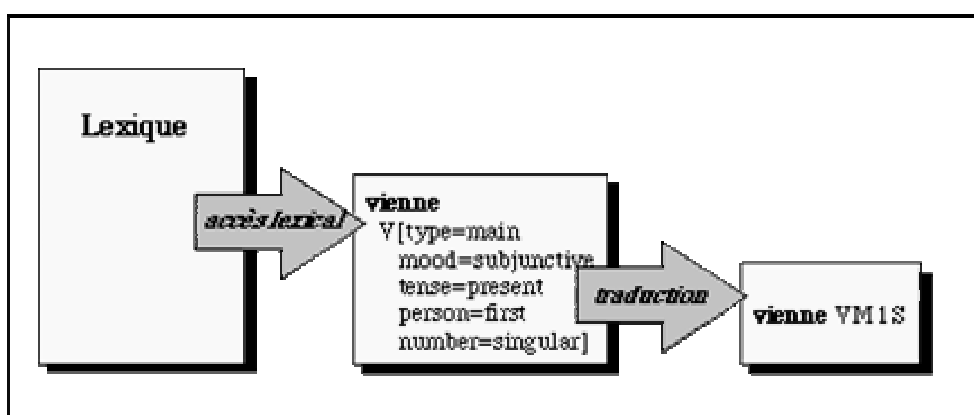 Lexique
accès lexical
vienne
V[type=main
mood=subjunctive
tense=present
person=first
number=singular]
traduction
vienne VM1S